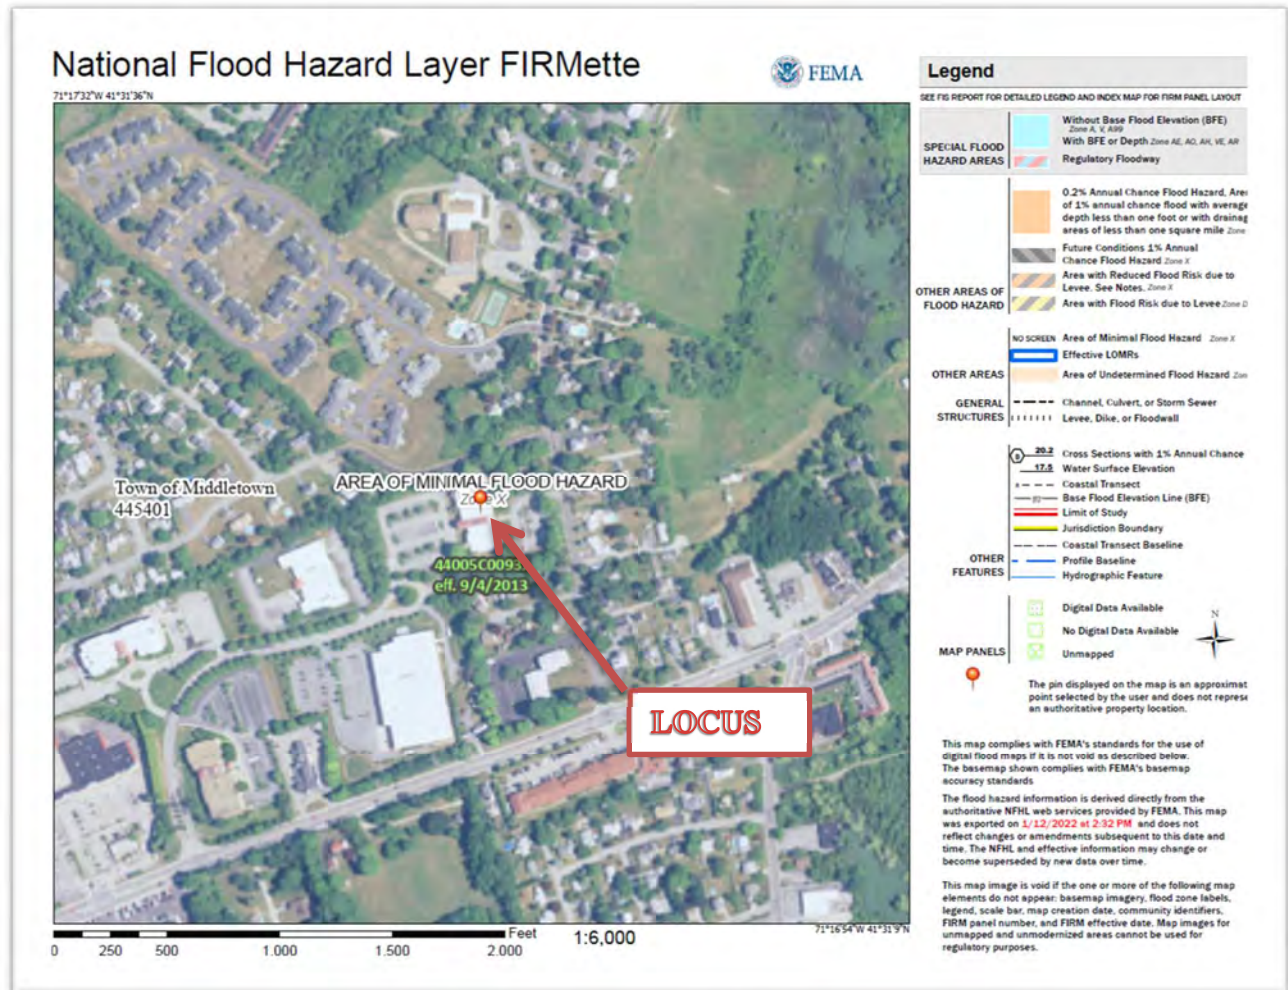 National Flood Hazard Layer FIRMette
FEMA
71°17'32"W 41°31'36"N
Town of Middletown
445401
AREA OF MINIMAL FLOOD HAZARD
Zone X
44005C0093
eff. 9/4/2013
LOCUS
0 250 500 1.000 1.500 2.000
Feet
1:6,000
71°16'54"W 41°31'9"N
Legend
SEE FIS REPORT FOR DETAILED LEGEND AND INDEX MAP FOR FIRM PANEL LAYOUT
SPECIAL FLOOD
HAZARD AREAS
Without Base Flood Elevation (BFE)
Zone A, V, A99
With BFE or Depth Zone AE, AO, AH, VE, AR
Regulatory Floodway
OTHER AREAS OF
FLOOD HAZARD
0.2% Annual Chance Flood Hazard, Area
of 1% annual chance flood with average
depth less than one foot or with drainag
areas of less than one square mile Zone
Future Conditions 1% Annual
Chance Flood Hazard Zone X
Area with Reduced Flood Risk due to
Levee. See Notes. Zone X
Area with Flood Risk due to Levee Zone D
OTHER AREAS
NO SCREEN Area of Minimal Flood Hazard Zone X
Effective LOMRs
Area of Undetermined Flood Hazard Zon
GENERAL
STRUCTURES
Channel, Culvert, or Storm Sewer
Levee, Dike, or Floodwall
OTHER
FEATURES
B 20.2 Cross Sections with 1% Annual Chance
17.5 Water Surface Elevation
8 Coastal Transect
Base Flood Elevation Line (BFE)
Limit of Study
Jurisdiction Boundary
Coastal Transect Baseline
Profile Baseline
Hydrographic Feature
MAP PANELS
Digital Data Available
No Digital Data Available
Unmapped
N
The pin displayed on the map is an approximat
point selected by the user and does not represe
an authoritative property location.
This map complies with FEMA's standards for the use of
digital flood maps if it is not void as described below.
The basemap shown complies with FEMA's basemap
accuracy standards
The flood hazard information is derived directly from the
authoritative NFHL web services provided by FEMA. This map
was exported on 1/12/2022 at 2:32 PM and does not
reflect changes or amendments subsequent to this date and
time. The NFHL and effective information may change or
become superseded by new data over time.
This map image is void if the one or more of the following map
elements do not appear: basemap imagery, flood zone labels,
legend, scale bar, map creation date, community identifiers,
FIRM panel number, and FIRM effective date. Map images for
unmapped and unmodernized areas cannot be used for
regulatory purposes.